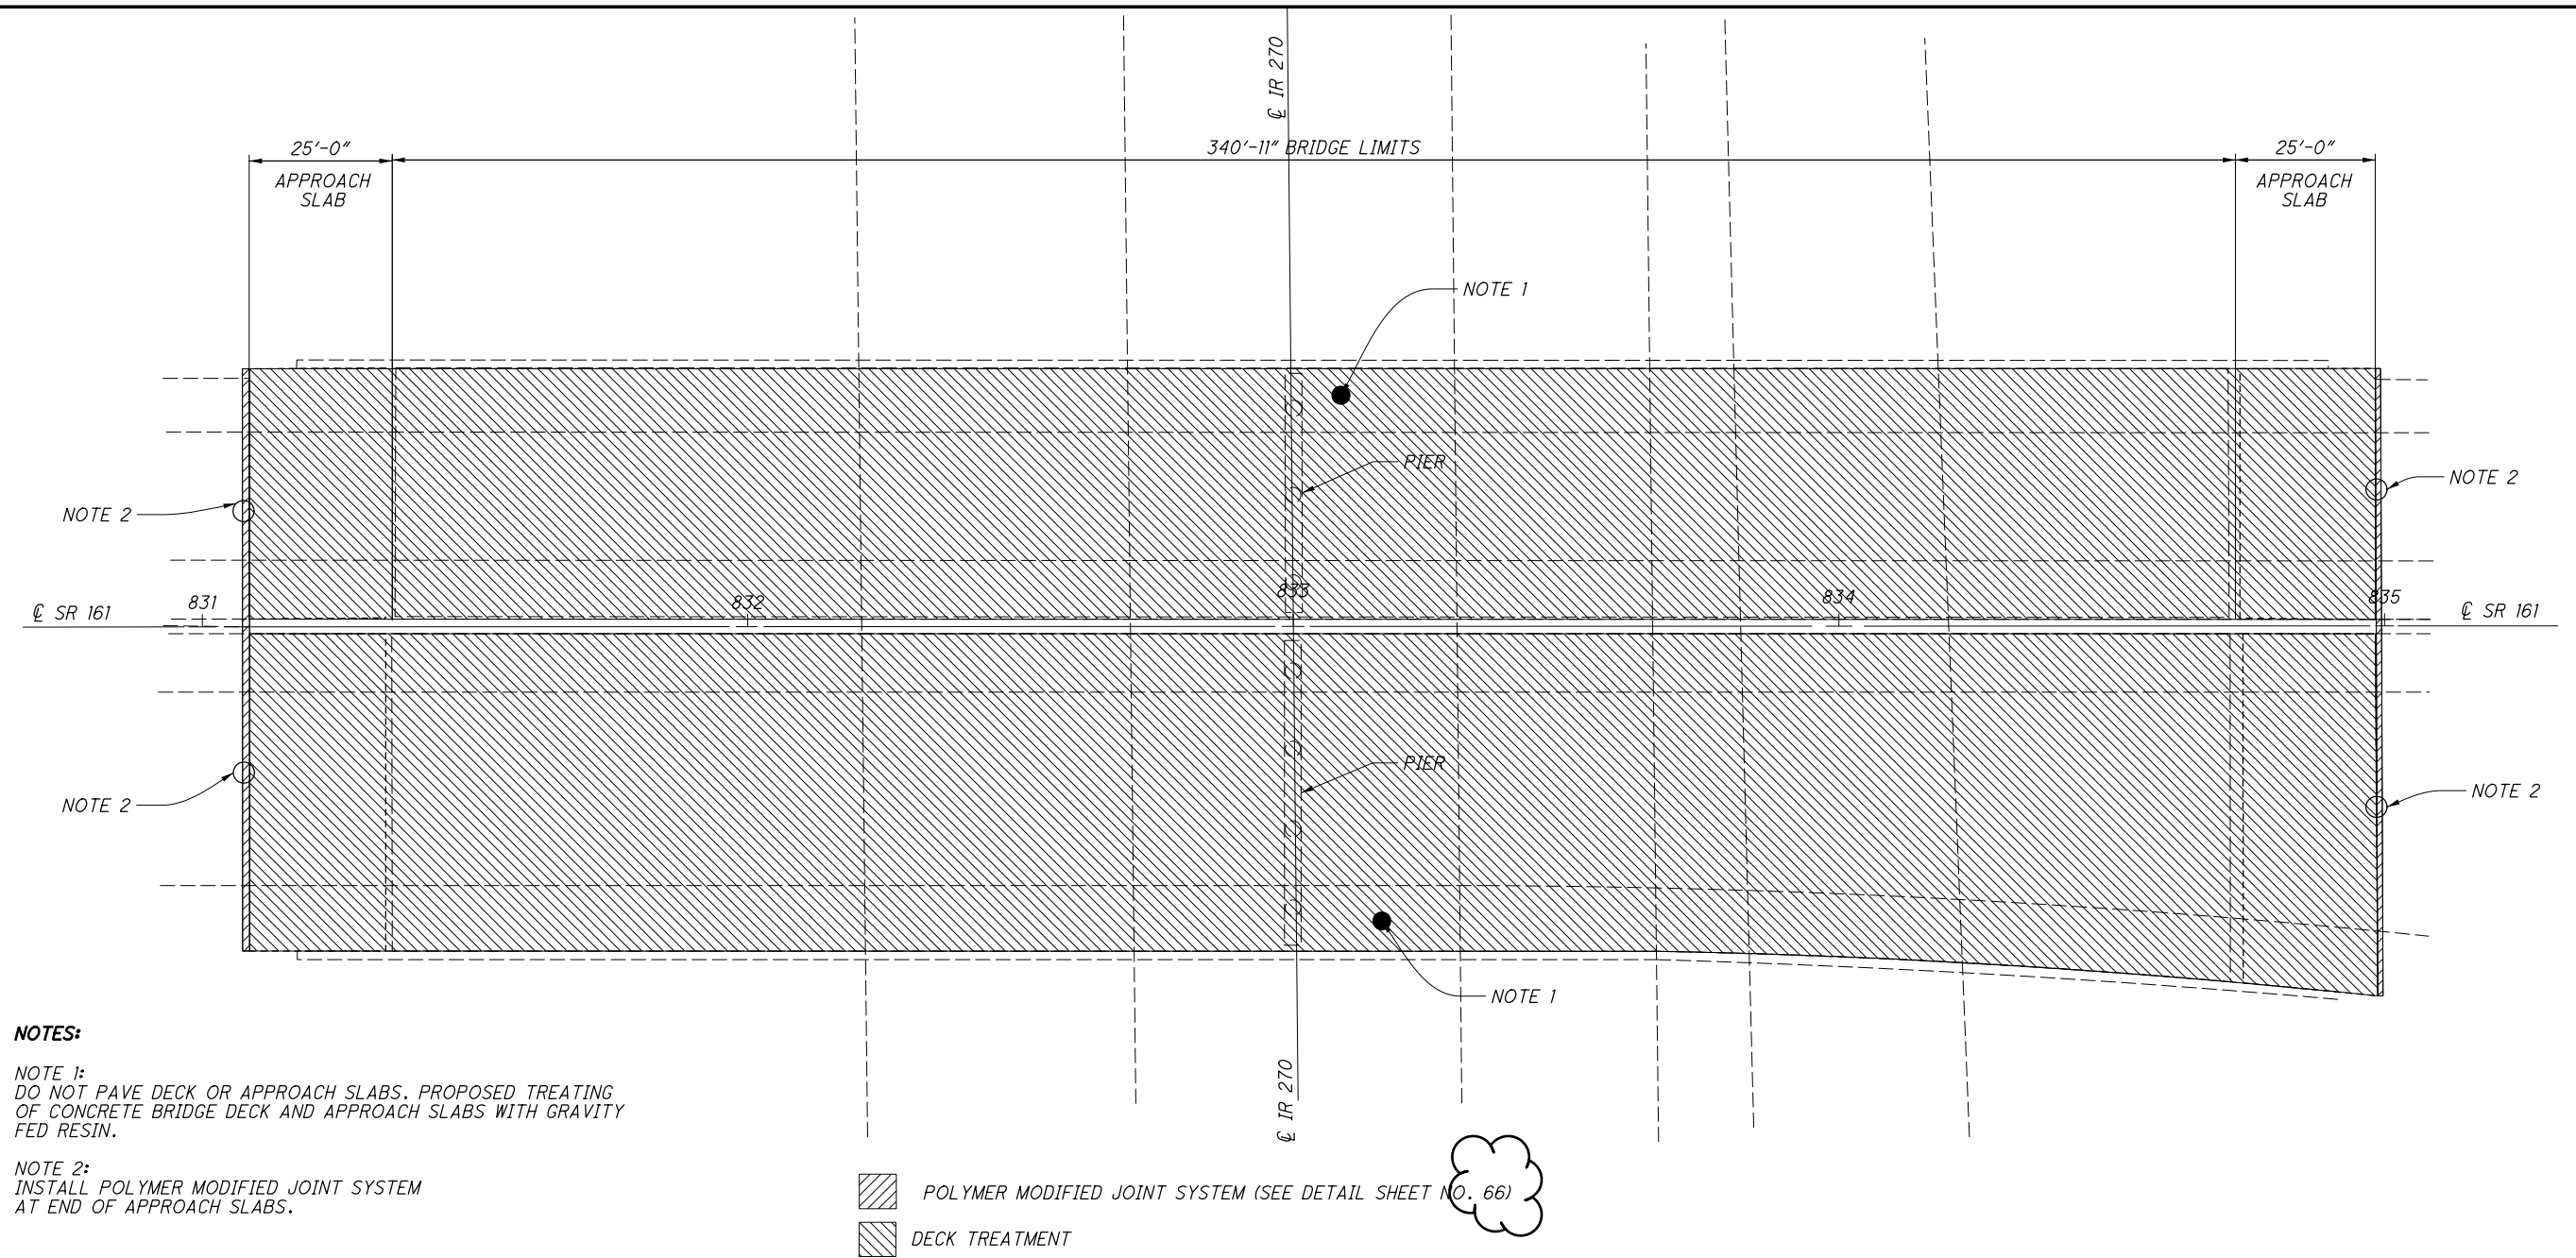 ℄ IR 270
25'-0"
APPROACH
SLAB
340'-11" BRIDGE LIMITS
25'-0"
APPROACH
SLAB
NOTE 1
PIER
NOTE 2
NOTE 2
℄ SR 161
831
832
833
834
835
℄ SR 161
PIER
NOTE 2
NOTE 2
NOTE 1
℄ IR 270
NOTES:
NOTE 1:
DO NOT PAVE DECK OR APPROACH SLABS. PROPOSED TREATING
OF CONCRETE BRIDGE DECK AND APPROACH SLABS WITH GRAVITY
FED RESIN.
NOTE 2:
INSTALL POLYMER MODIFIED JOINT SYSTEM
AT END OF APPROACH SLABS.
POLYMER MODIFIED JOINT SYSTEM (SEE DETAIL SHEET NO. 66)
DECK TREATMENT